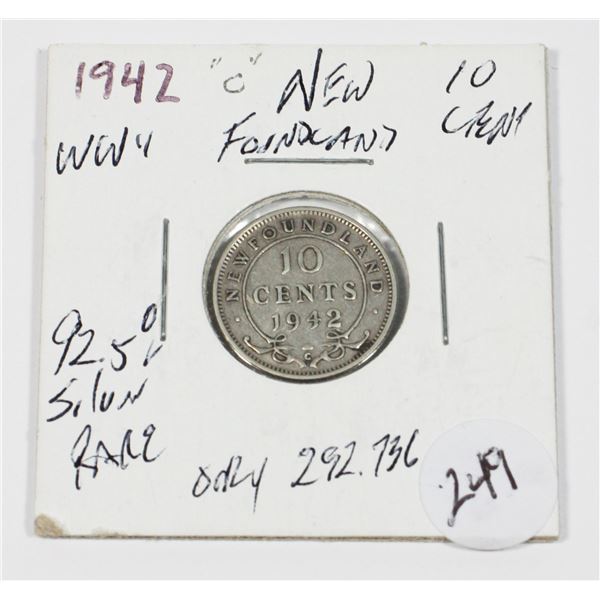 1942 "C" NEW 10
WWII FOUNDLAND CENT
NEWFOUNDLAND
10
CENTS
1942
C
92.5%
SILVER
RARE
ONLY 292.736
249